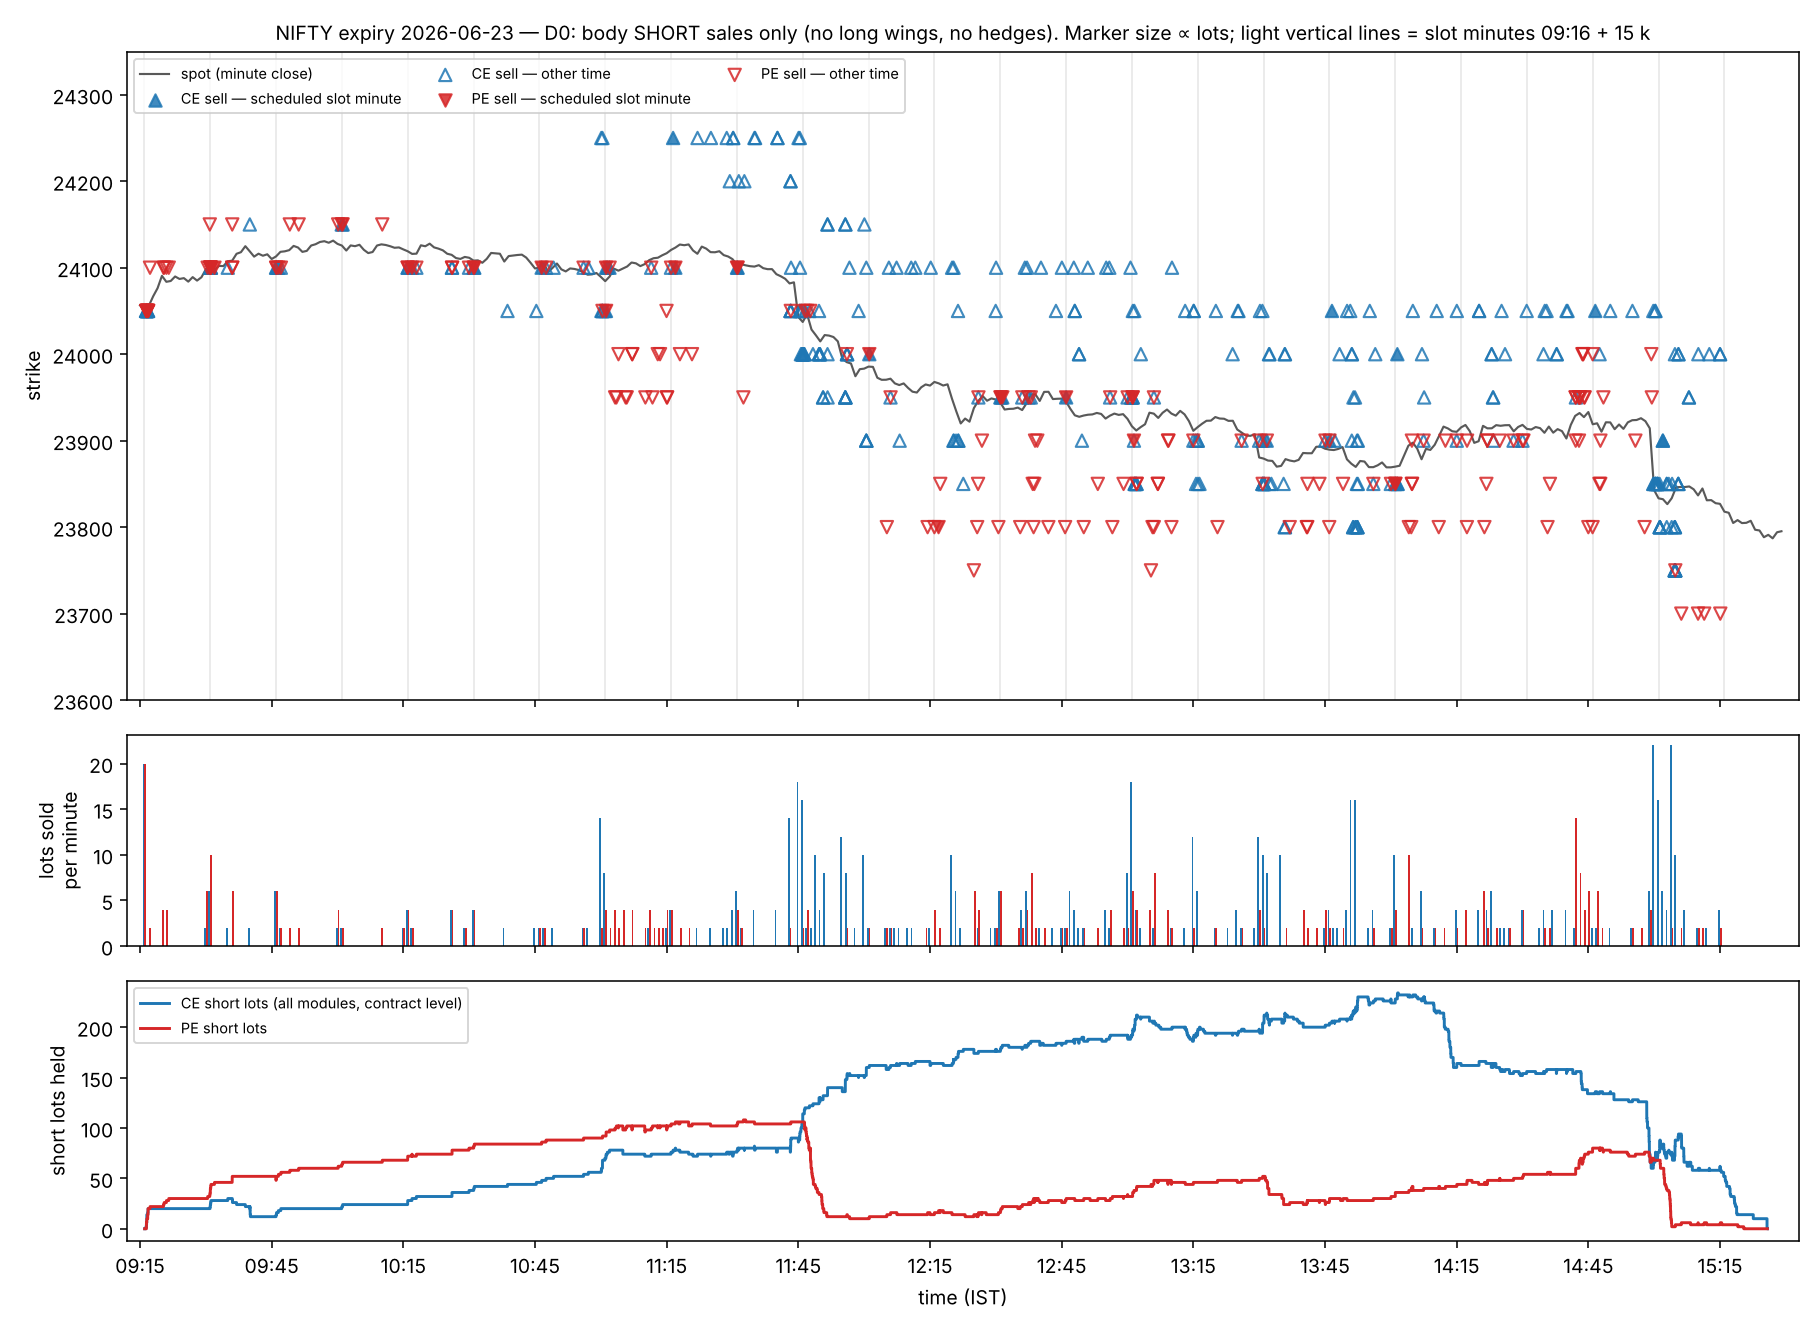 NIFTY expiry 2026-06-23 — D0: body SHORT sales only (no long wings, no hedges). Marker size ∝ lots; light vertical lines = slot minutes 09:16 + 15 k
spot (minute close)
CE sell — scheduled slot minute
CE sell — other time
PE sell — scheduled slot minute
PE sell — other time
strike
24300
24200
24100
24000
23900
23800
23700
23600
lots sold
per minute
20
15
10
5
0
CE short lots (all modules, contract level)
PE short lots
short lots held
200
150
100
50
0
09:15 09:45 10:15 10:45 11:15 11:45 12:15 12:45 13:15 13:45 14:15 14:45 15:15
time (IST)